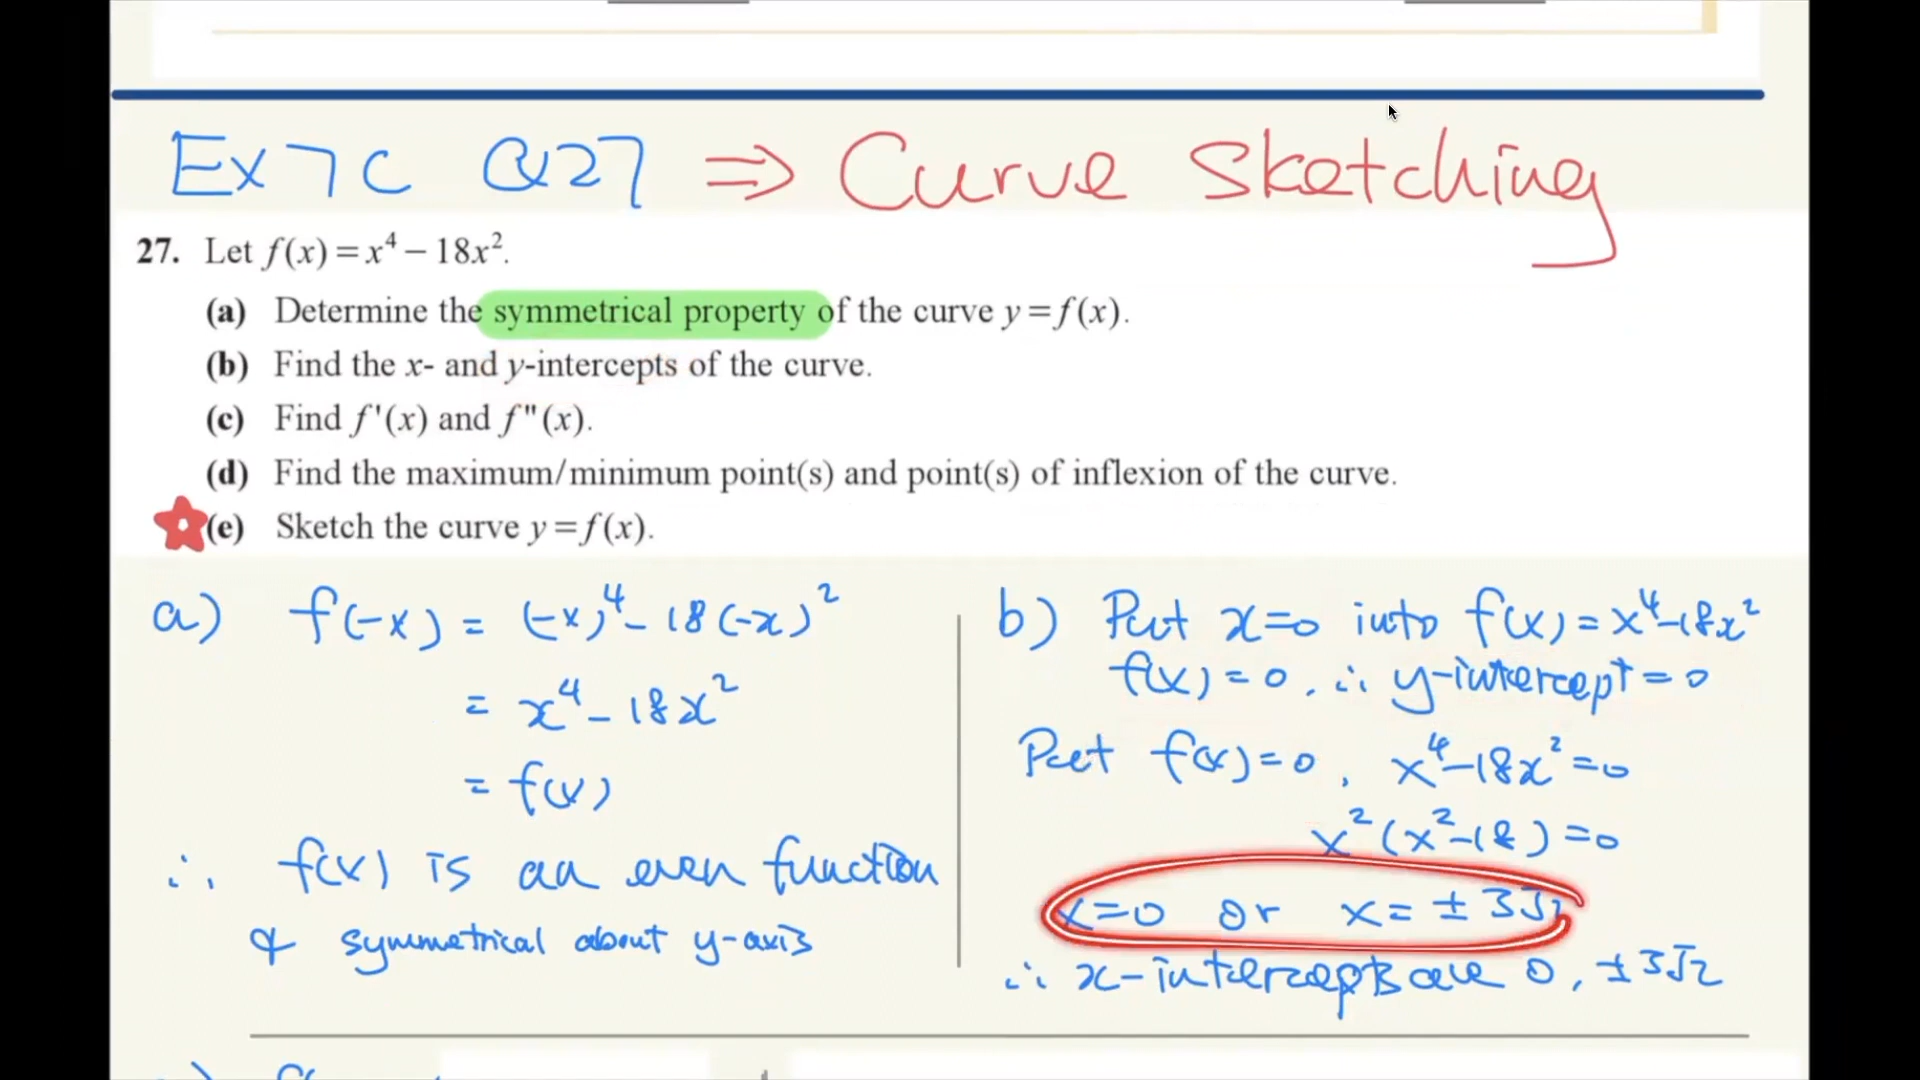 Ex 7C Q27 ⇒ Curve Sketching
27. Let f(x) = x⁴ – 18x².
(a) Determine the symmetrical property of the curve y = f(x).
(b) Find the x- and y-intercepts of the curve.
(c) Find f'(x) and f"(x).
(d) Find the maximum/minimum point(s) and point(s) of inflexion of the curve.
(e) Sketch the curve y = f(x).
a) f(-x) = (-x)⁴ - 18(-x)²
= x⁴ - 18x²
= f(x)
∴ f(x) is an even function
& symmetrical about y-axis
b) Put x=0 into f(x) = x⁴-18x²
f(x) = 0, ∴ y-intercept = 0
Put f(x)=0, x⁴-18x²=0
x²(x²-18)=0
x=0 or x= ±3√2
∴ x-intercepts are 0, ±3√2